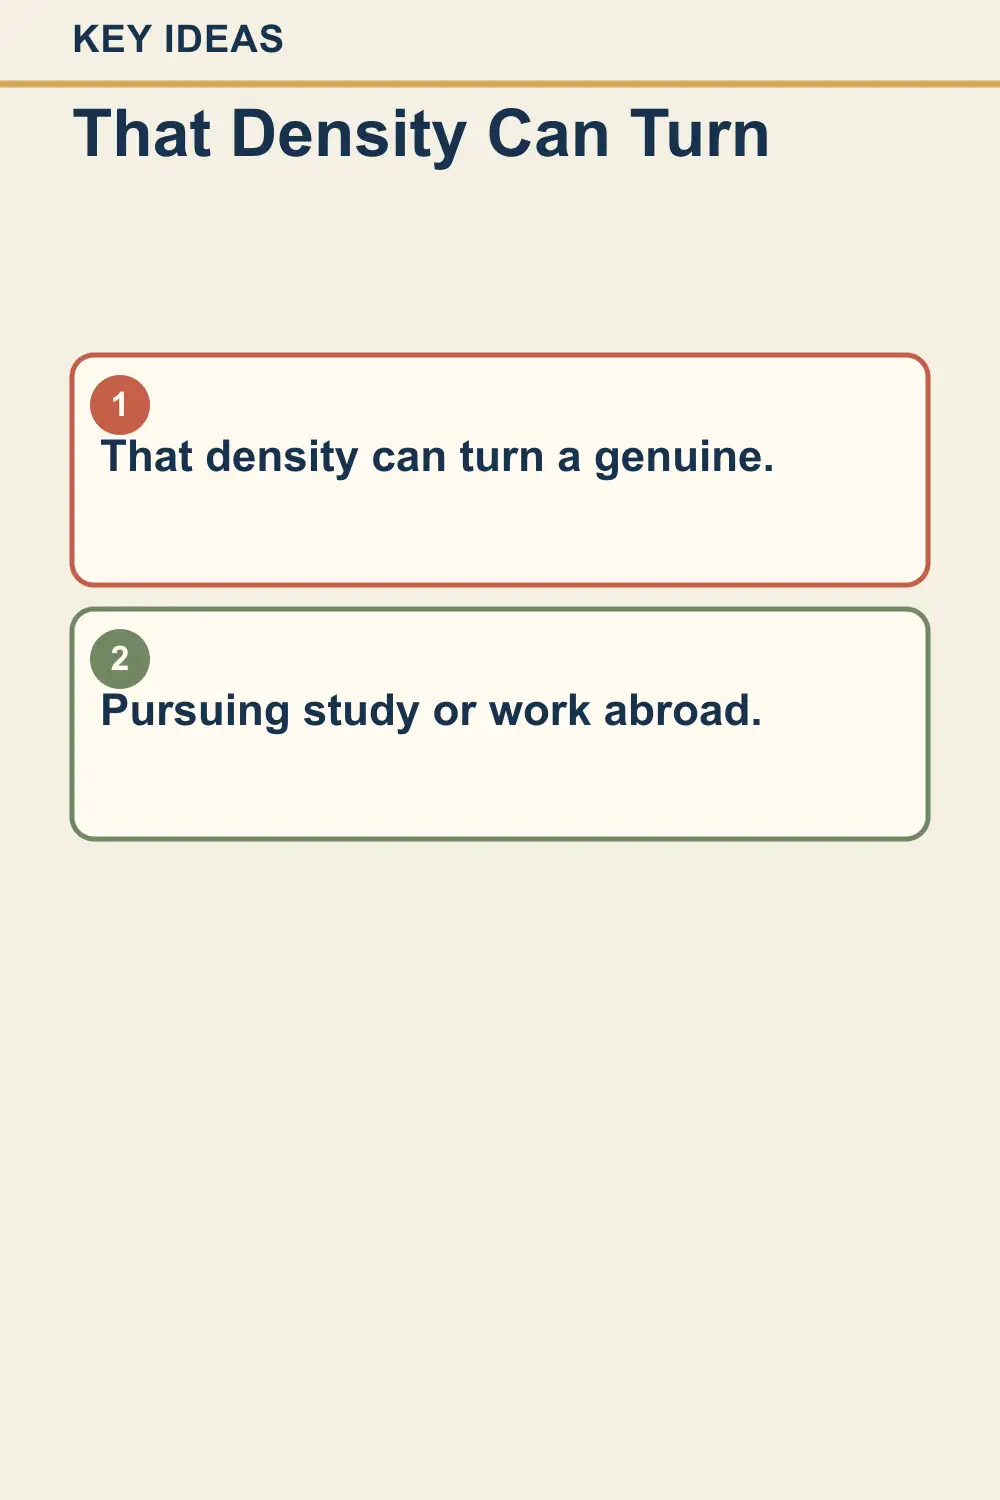 KEY IDEAS
That Density Can Turn
1
That density can turn a genuine.
2
Pursuing study or work abroad.